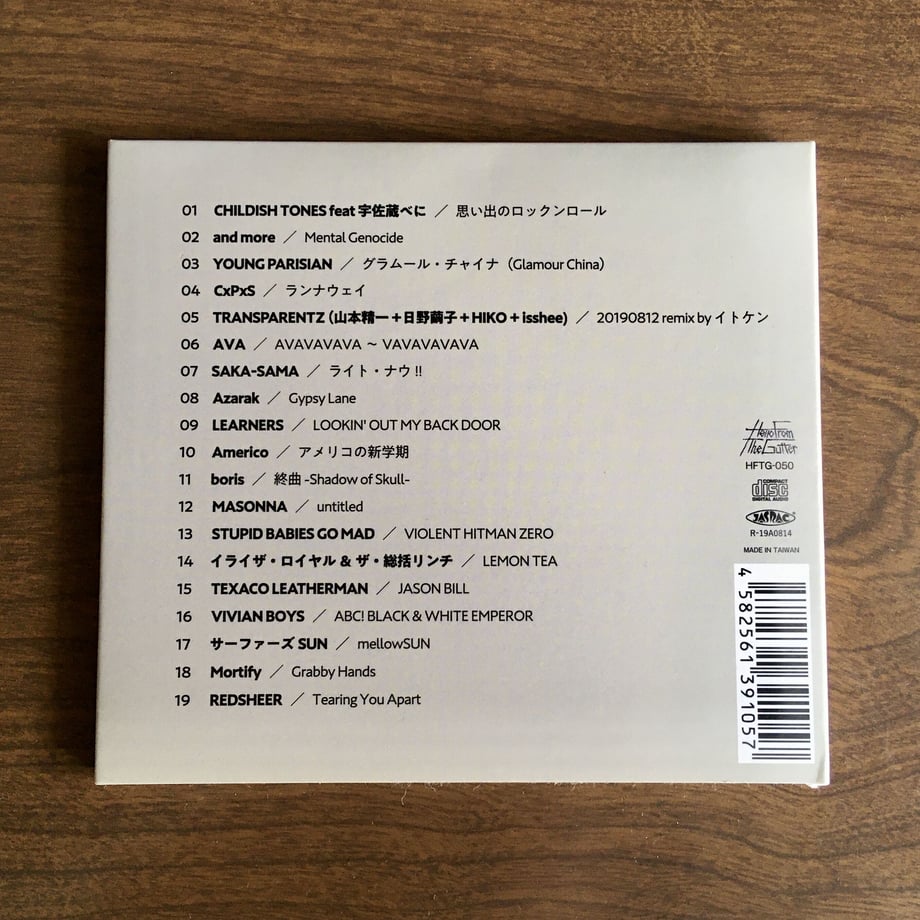 01 CHILDISH TONES feat 宇佐蔵べに ／ 思い出のロックンロール
02 and more ／ Mental Genocide
03 YOUNG PARISIAN ／ グラムール・チャイナ（Glamour China）
04 CxPxS ／ ランナウェイ
05 TRANSPARENTZ（山本精一＋日野繭子＋HIKO＋isshee) ／ 20190812 remix by イトケン
06 AVA ／ AVAVAVAVA ～ VAVAVAVAVA
07 SAKA-SAMA ／ ライト・ナウ !!
08 Azarak ／ Gypsy Lane
09 LEARNERS ／ LOOKIN' OUT MY BACK DOOR
10 Americo ／ アメリコの新学期
11 boris ／ 終曲 -Shadow of Skull-
12 MASONNA ／ untitled
13 STUPID BABIES GO MAD ／ VIOLENT HITMAN ZERO
14 イライザ・ロイヤル & ザ・総括リンチ ／ LEMON TEA
15 TEXACO LEATHERMAN ／ JASON BILL
16 VIVIAN BOYS ／ ABC! BLACK & WHITE EMPEROR
17 サーファーズ SUN ／ mellowSUN
18 Mortify ／ Grabby Hands
19 REDSHEER ／ Tearing You Apart
Hello From
The Gutter
HFTG-050
COMPACT
disc
DIGITAL AUDIO
JASRAC
R-19A0814
MADE IN TAIWAN
4 582561 391057